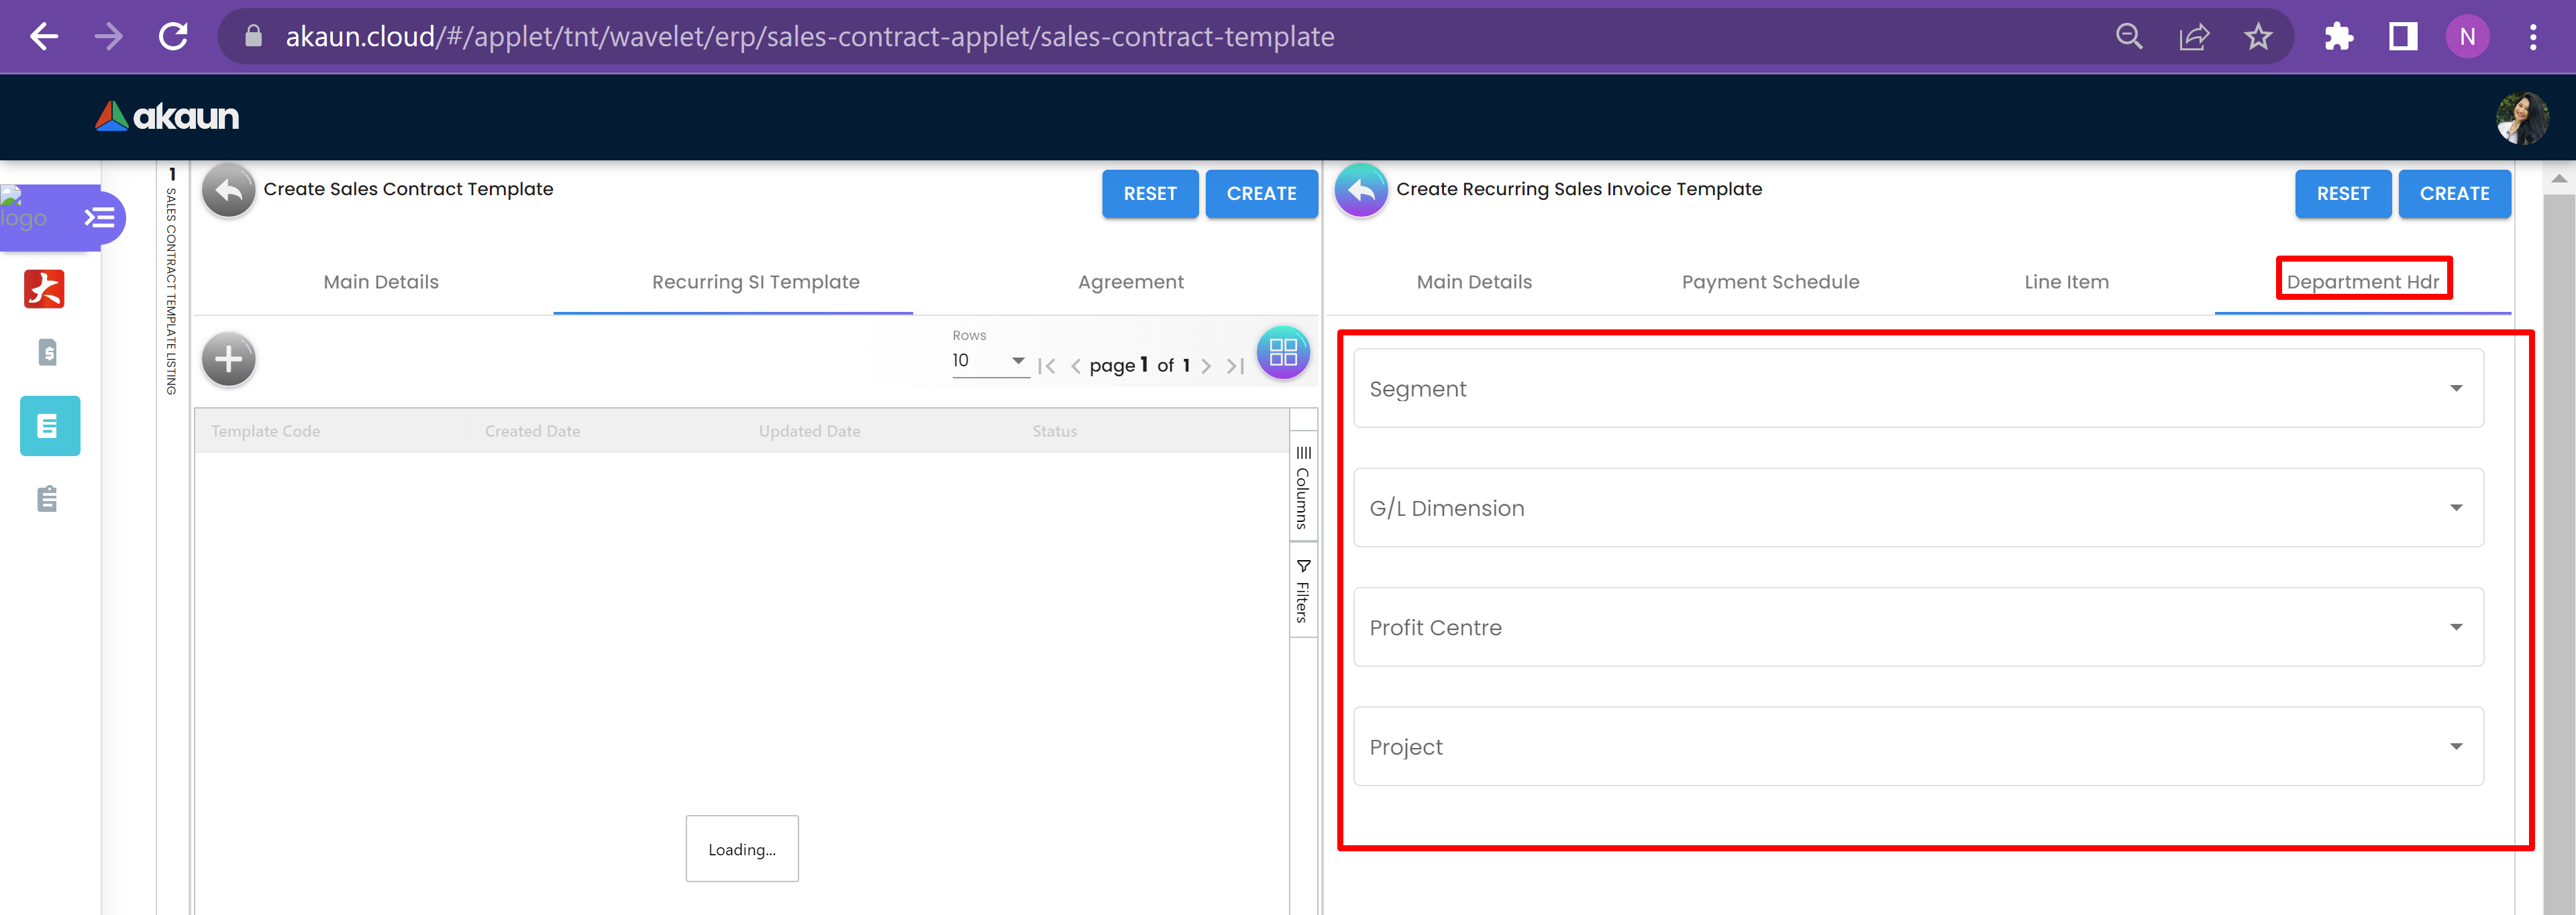 akaun.cloud/#/applet/tnt/wavelet/erp/sales-contract-applet/sales-contract-template
N
akaun
logo
1 SALES CONTRACT TEMPLATE LISTING
Create Sales Contract Template
RESET
CREATE
Main Details
Recurring SI Template
Agreement
Rows
10
page 1 of 1
Template Code
Created Date
Updated Date
Status
Columns
Filters
Loading...
Create Recurring Sales Invoice Template
RESET
CREATE
Main Details
Payment Schedule
Line Item
Department Hdr
Segment
G/L Dimension
Profit Centre
Project